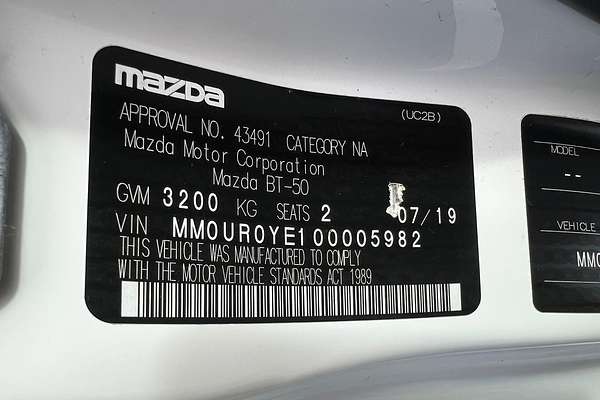 mazda
(UC2B)
APPROVAL NO. 43491 CATEGORY NA
Mazda Motor Corporation
Mazda BT-50
GVM 3200 KG SEATS 2 07/19
VIN MM0UR0YE100005982
THIS VEHICLE WAS MANUFACTURED TO COMPLY
WITH THE MOTOR VEHICLE STANDARDS ACT 1989
MODEL
--
VEHICLE
MM0